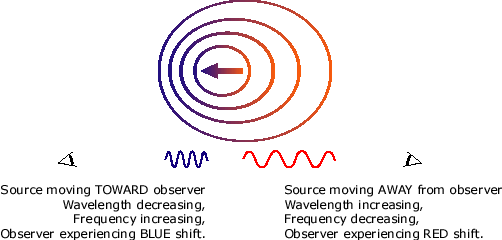 Source moving TOWARD observer
Wavelength decreasing,
Frequency increasing,
Observer experiencing BLUE shift.
Source moving AWAY from observer
Wavelength increasing,
Frequency decreasing,
Observer experiencing RED shift.